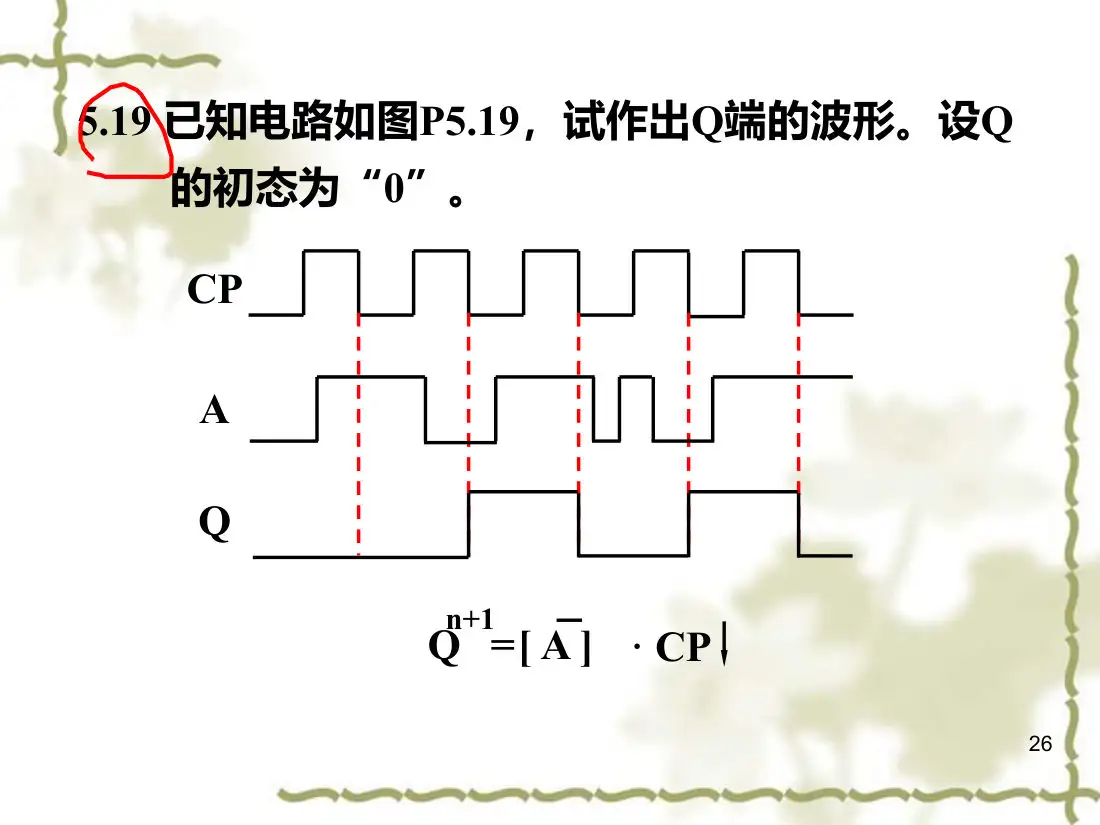 5.19 已知电路如图P5.19，试作出Q端的波形。设Q
的初态为“0”。
CP
A
Q
Qⁿ⁺¹=[ A̅ ] · CP↓
26